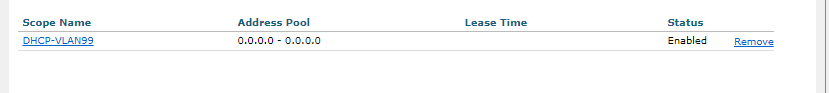 Scope Name Address Pool Lease Time Status
DHCP-VLAN99 0.0.0.0 - 0.0.0.0 Enabled Remove